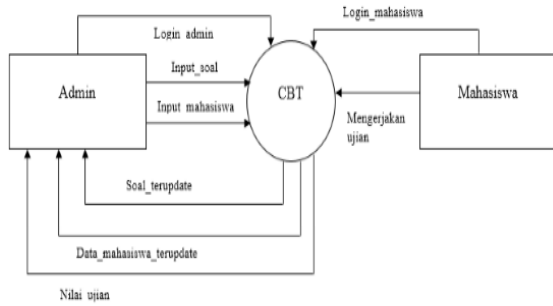 Login_mahasiswa
Login admin
Input_soal
Admin
CBT
Mahasiswa
Input mahasiswa
Mengerjakan
ujian
Soal_terupdate
Data_mahasiswa_terupdate
Nilai ujian